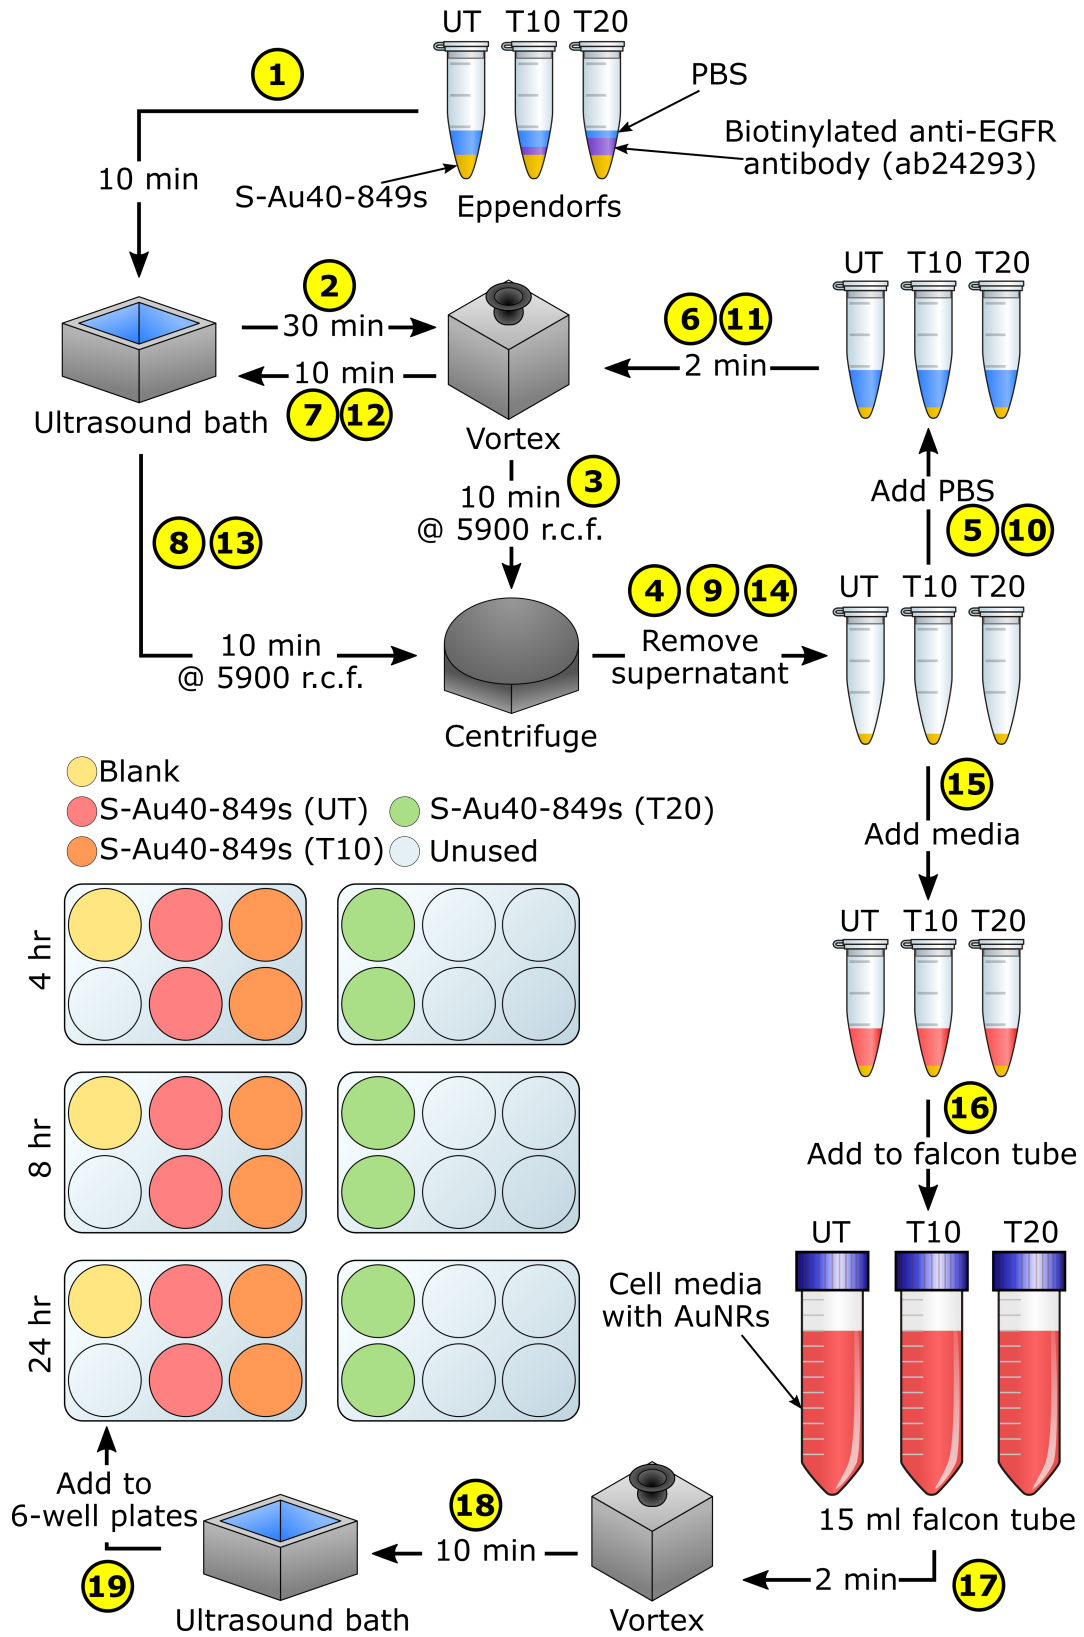 UT T10 T20
1
PBS
Biotinylated anti-EGFR
antibody (ab24293)
10 min
S-Au40-849s
Eppendorfs
UT T10 T20
2
30 min
6 11
2 min
10 min
7 12
Ultrasound bath
Vortex
3
10 min
@ 5900 r.c.f.
Add PBS
5 10
8 13
4 9 14
UT T10 T20
Remove
supernatant
10 min
@ 5900 r.c.f.
Centrifuge
Blank
S-Au40-849s (UT)
S-Au40-849s (T20)
S-Au40-849s (T10)
Unused
15
Add media
4 hr
UT T10 T20
8 hr
16
Add to falcon tube
UT T10 T20
24 hr
Cell media
with AuNRs
15 ml falcon tube
17
2 min
Vortex
18
10 min
Ultrasound bath
Add to
6-well plates
19